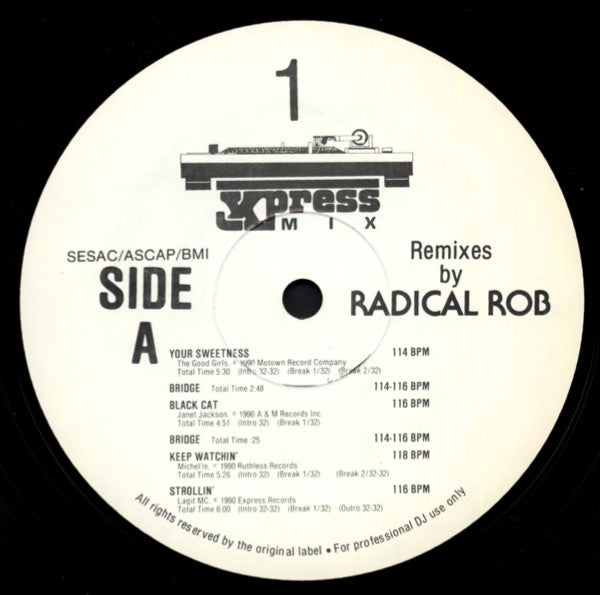 1
Xpress
MIX
SESAC/ASCAP/BMI
SIDE
A
Remixes
by
RADICAL ROB
YOUR SWEETNESS 114 BPM
The Good Girls. © 1990 Motown Record Company
Total Time 5:30 (Intro 32-32) (Break 1/32) (Break 2/32-32)
BRIDGE Total Time 2:48 114-116 BPM
BLACK CAT 116 BPM
Janet Jackson. © 1990 A & M Records Inc.
Total Time 4:51 (Intro 32) (Break 1/32)
BRIDGE Total Time :25 114-116 BPM
KEEP WATCHIN' 118 BPM
Michel'le. © 1990 Ruthless Records
Total Time 5:26 (Intro 32) (Break 1/32) (Break 2/32-32)
STROLLIN' 116 BPM
Lagit MC. © 1990 Express Records
Total Time 6:00 (Intro 32-32) (Break 1/32) (Outro 32-32)
All rights reserved by the original label • For professional DJ use only